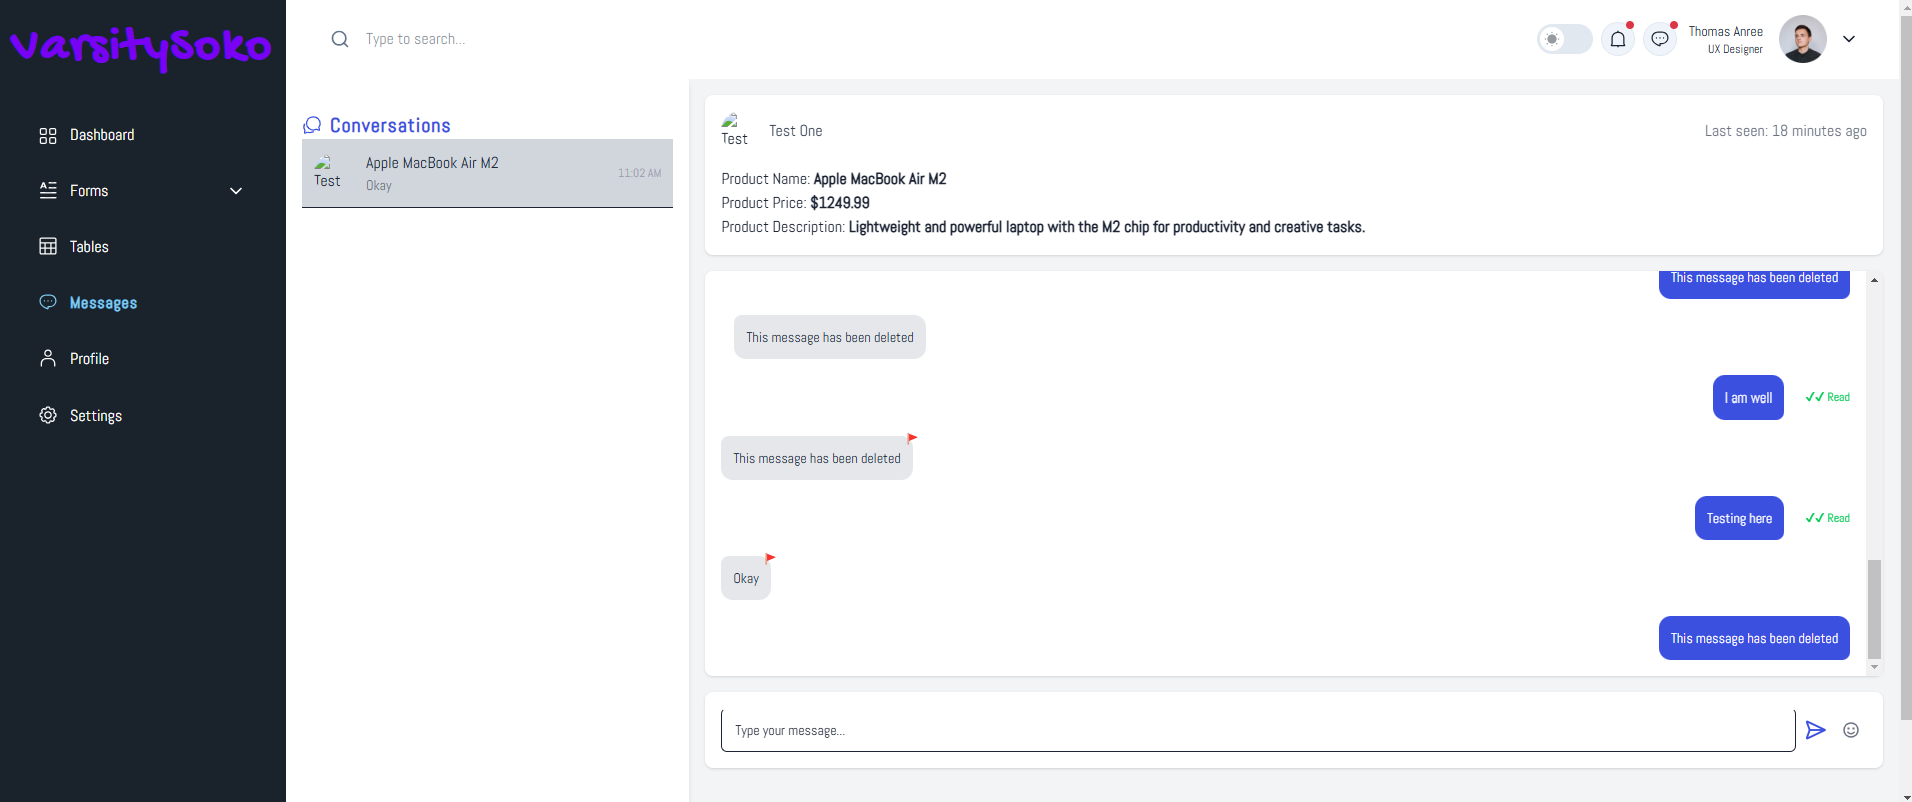 VarsitySoko
Type to search...
Thomas Anree
UX Designer
Dashboard
Forms
Tables
Messages
Profile
Settings
Conversations
Test
Apple MacBook Air M2
Okay
11:02 AM
Test
Test One
Last seen: 18 minutes ago
Product Name: Apple MacBook Air M2
Product Price: $1249.99
Product Description: Lightweight and powerful laptop with the M2 chip for productivity and creative tasks.
This message has been deleted
This message has been deleted
I am well
Read
This message has been deleted
Testing here
Read
Okay
This message has been deleted
Type your message...